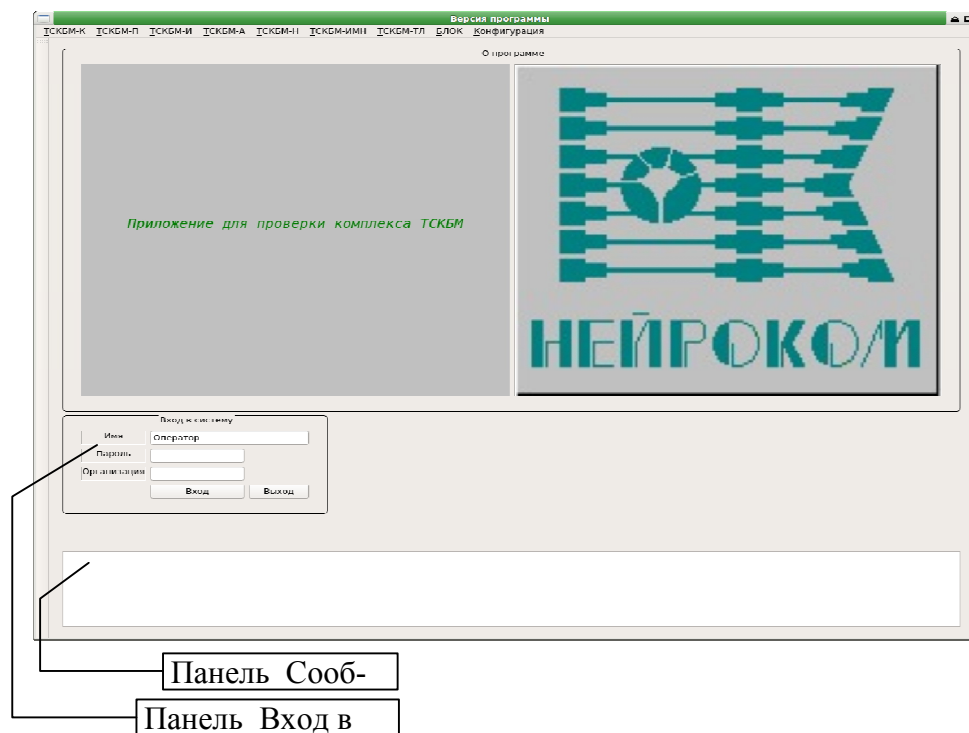 Версия программы
ТСКБМ-К ТСКБМ-П ТСКБМ-И ТСКБМ-А ТСКБМ-Н ТСКБМ-ИМН ТСКБМ-ТЛ БЛОК Конфигурация
О программе
Приложение для проверки комплекса ТСКБМ
НЕЙРОКОМ
Вход в систему
Имя Оператор
Пароль
Организация
Вход Выход
Панель Сооб-
Панель Вход в